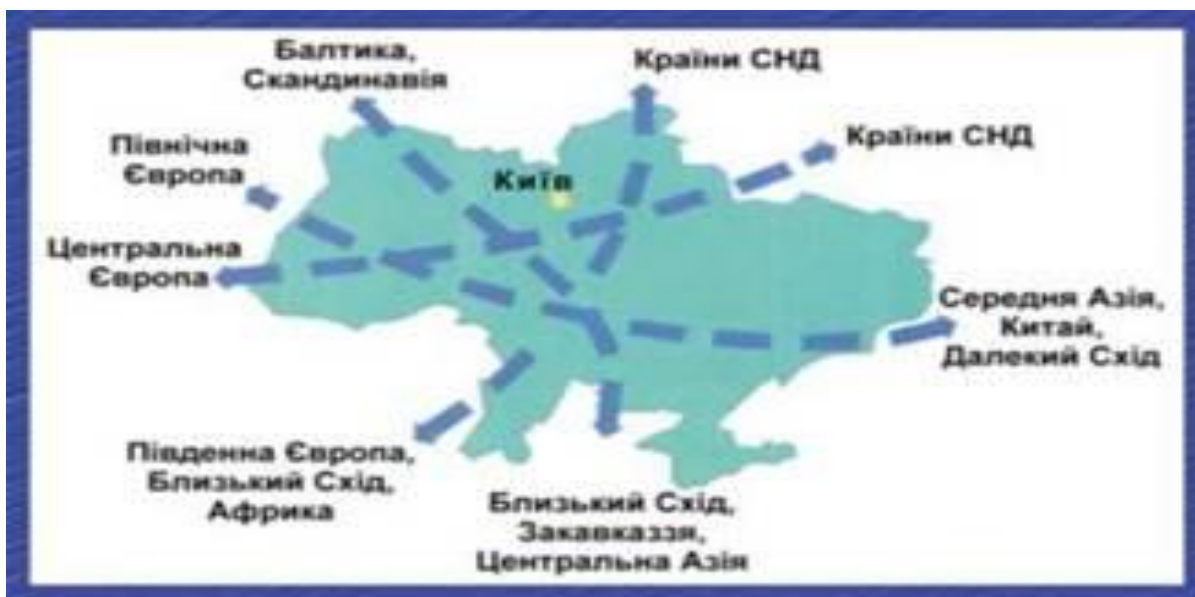 Балтика,
Скандинавія
Країни СНД
Країни СНД
Північна
Європа
Київ
Центральна
Європа
Середня Азія,
Китай,
Далекий Схід
Південна Європа,
Близький Схід,
Африка
Близький Схід,
Закавказзя,
Центральна Азія